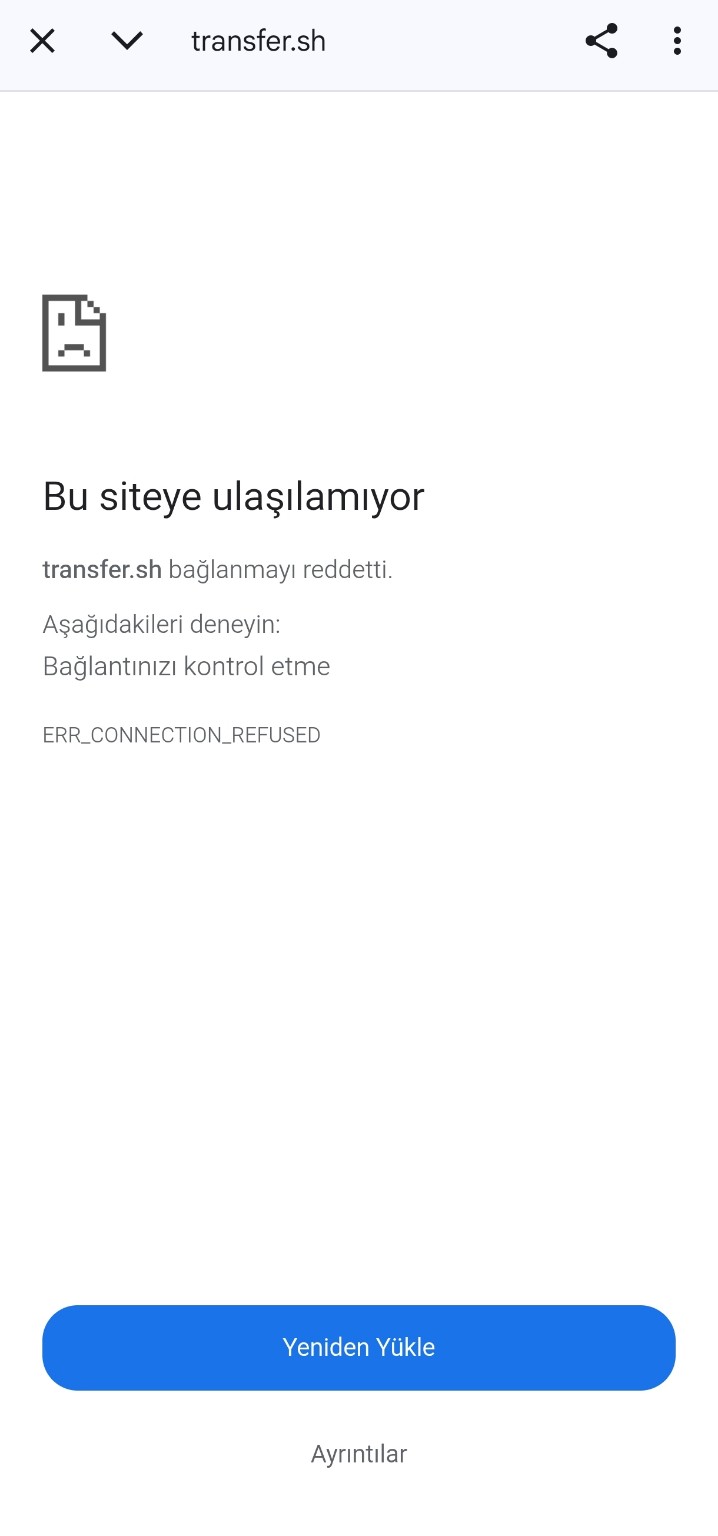 transfer.sh
Bu siteye ulaşılamıyor
transfer.sh bağlanmayı reddetti.
Aşağıdakileri deneyin:
Bağlantınızı kontrol etme
ERR_CONNECTION_REFUSED
Yeniden Yükle
Ayrıntılar